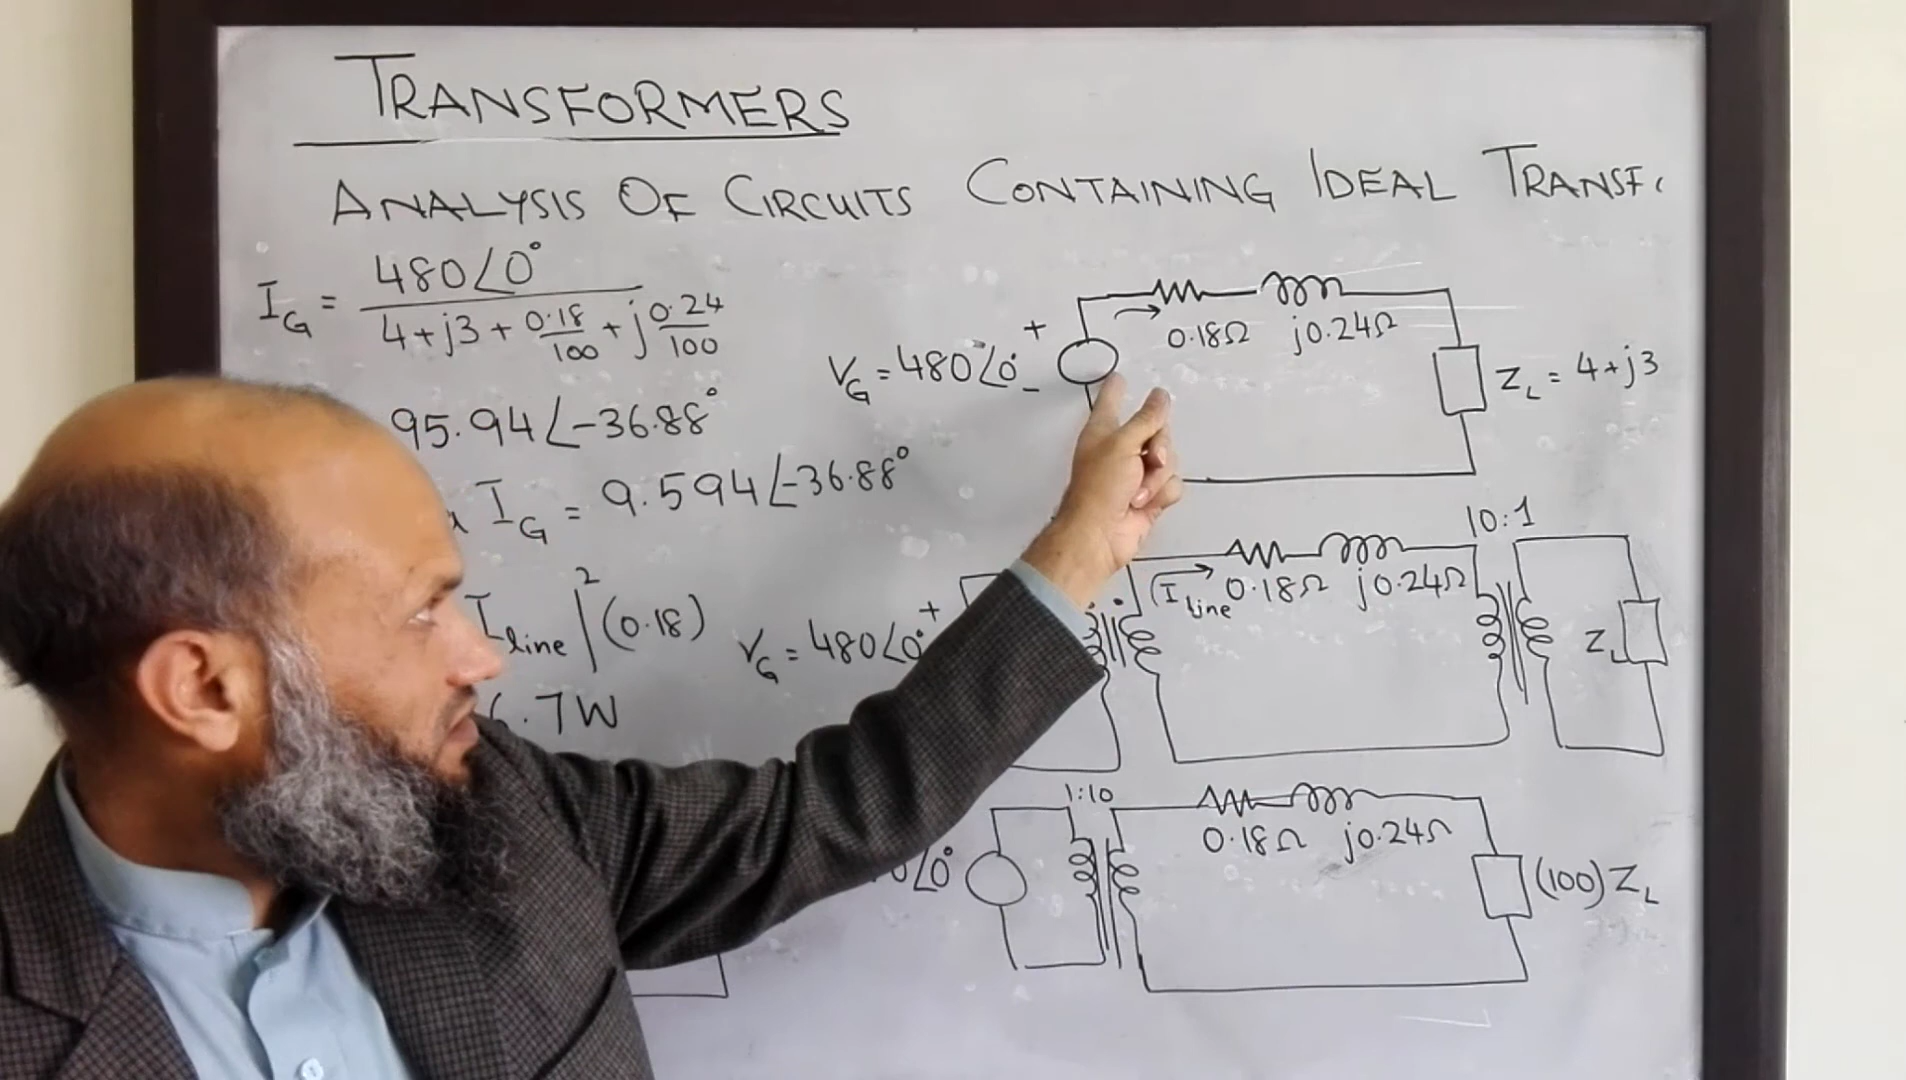 TRANSFORMERS
ANALYSIS OF CIRCUITS CONTAINING IDEAL TRANSF.
I_G = 480∠0° / (4+j3 + 0.18/100 + j 0.24/100)
95.94∠-36.88°
I_G = 9.594∠-36.88°
I_line|²(0.18)
6.7W
V_G = 480∠0° + -
0.18Ω j0.24Ω
Z_L = 4+j3
10:1
I_line 0.18Ω j0.24Ω
V_G = 480∠0° +
Z_L
1:10
0.18Ω j0.24Ω
0∠0°
(100) Z_L